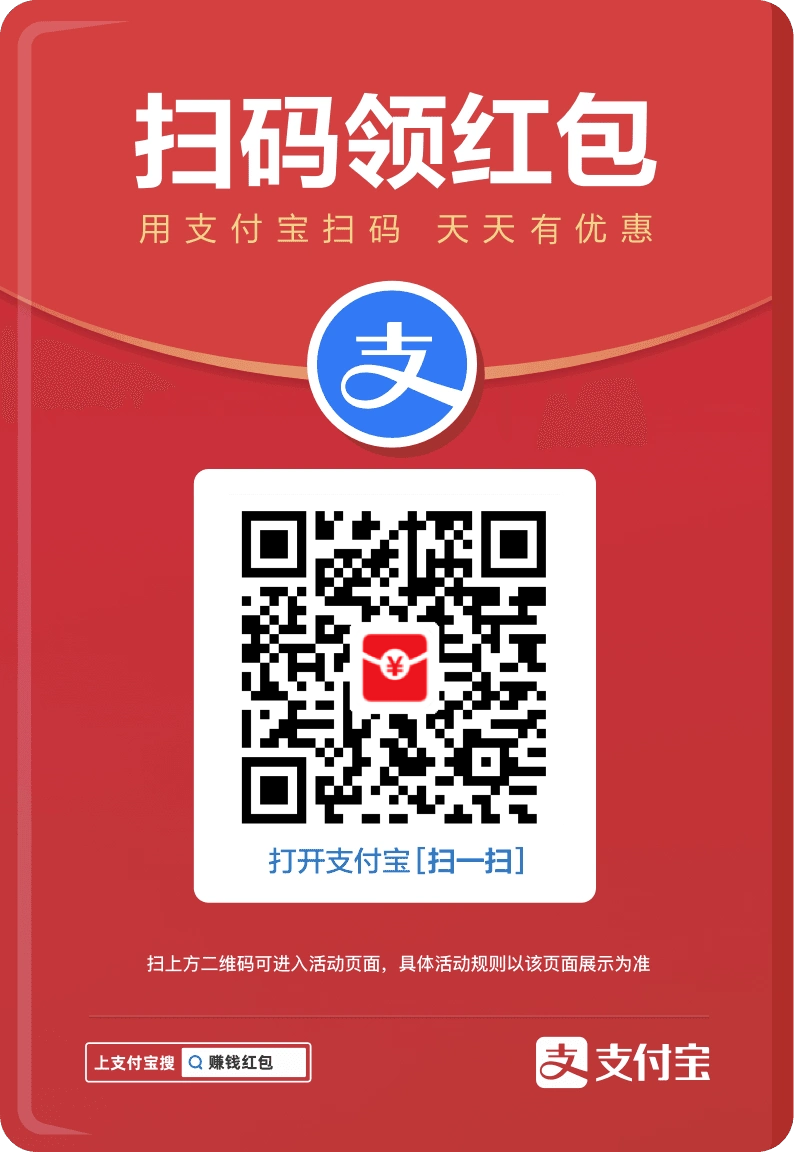 扫码领红包
用支付宝扫码 天天有优惠
支
¥
打开支付宝[扫一扫]
扫上方二维码可进入活动页面，具体活动规则以该页面展示为准
上支付宝搜 赚钱红包
支 支付宝